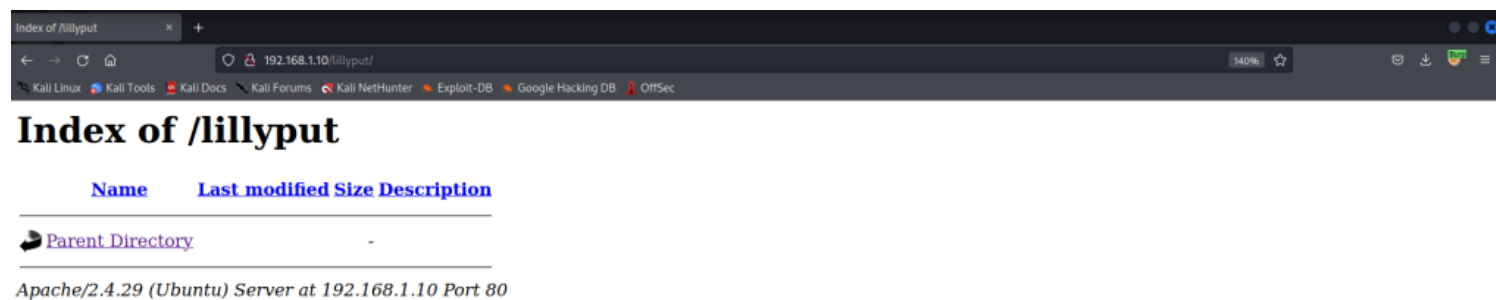 Index of /lillyput
192.168.1.10/lillyput/
140%
Kali Linux Kali Tools Kali Docs Kali Forums Kali NetHunter Exploit-DB Google Hacking DB OffSec
Index of /lillyput
Name Last modified Size Description
Parent Directory -
Apache/2.4.29 (Ubuntu) Server at 192.168.1.10 Port 80